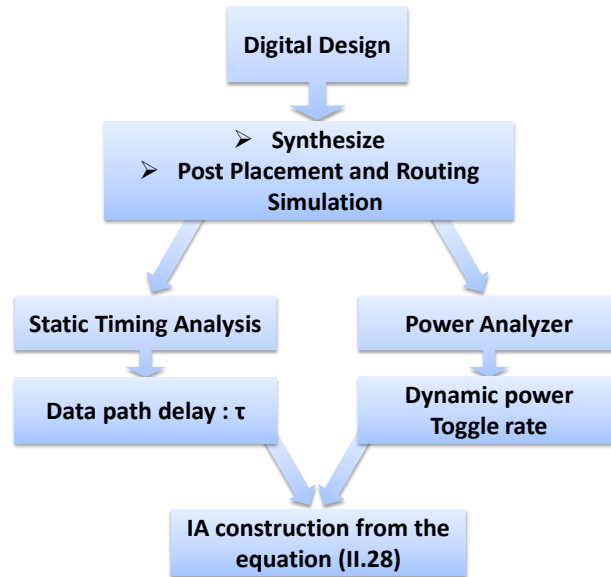 Digital Design
➢ Synthesize
➢ Post Placement and Routing
Simulation
Static Timing Analysis
Power Analyzer
Data path delay : τ
Dynamic power
Toggle rate
IA construction from the
equation (II.28)